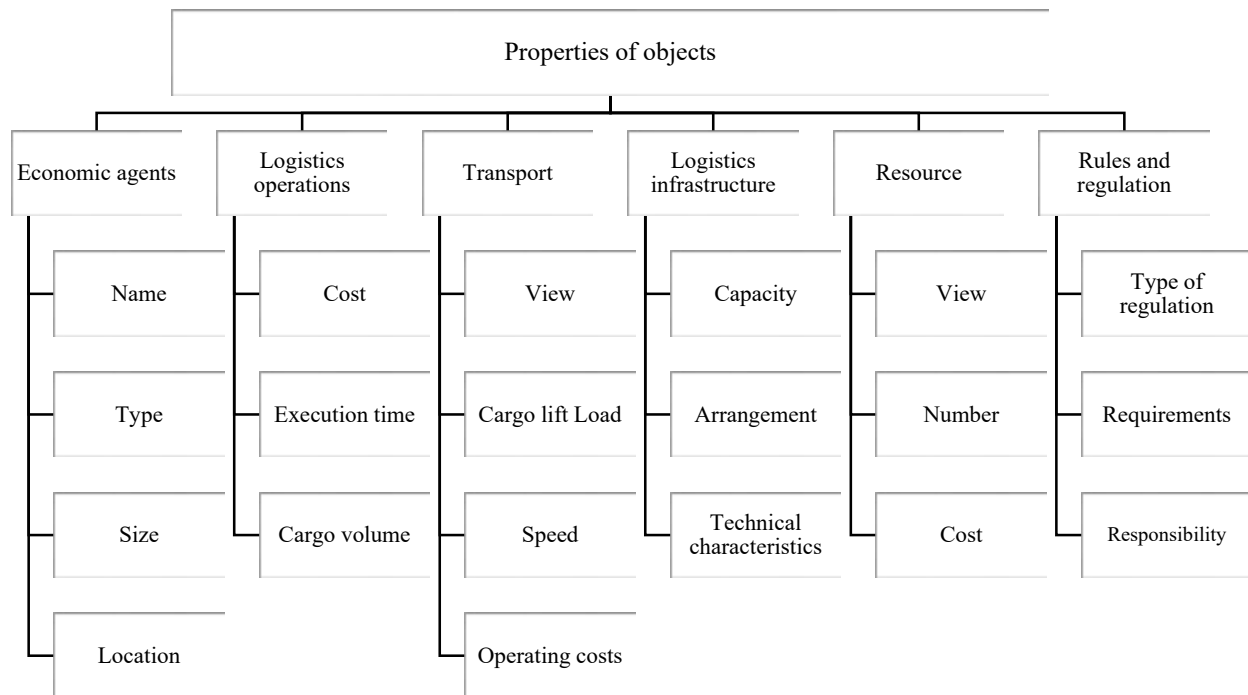 Properties of objects
Economic agents
Logistics
operations
Transport
Logistics
infrastructure
Resource
Rules and
regulation
Name
Cost
View
Capacity
View
Type of
regulation
Type
Execution time
Cargo lift Load
Arrangement
Number
Requirements
Size
Cargo volume
Speed
Technical
characteristics
Cost
Responsibility
Location
Operating costs